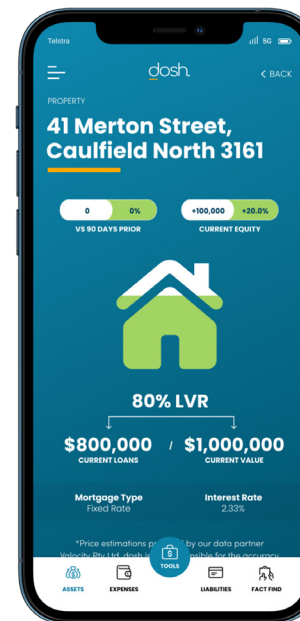 Telstra
5G
dosh
< BACK
PROPERTY
41 Merton Street,
Caulfield North 3161
0 0%
+100,000 +20.0%
VS 90 DAYS PRIOR
CURRENT EQUITY
80% LVR
$800,000 / $1,000,000
CURRENT LOANS
CURRENT VALUE
Mortgage Type
Interest Rate
Fixed Rate
2.33%
*Price estimations by our data partner
Velocity Pty Ltd. dosh the accuracy
TOOLS
ASSETS
EXPENSES
LIABILITIES
FACT FIND